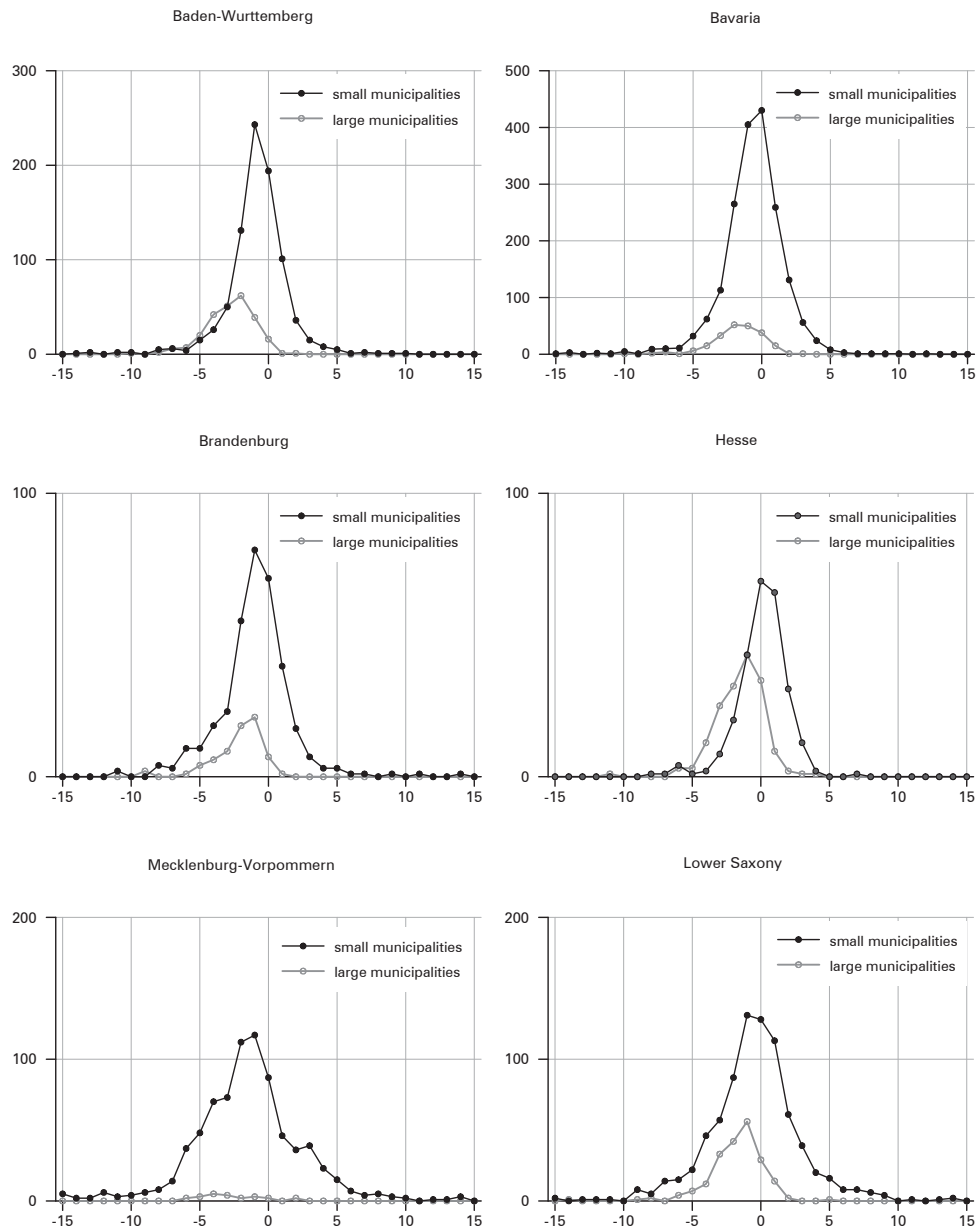 Baden-Wurttemberg
300
200
100
0
small municipalities
large municipalities
-15 -10 -5 0 5 10 15
Bavaria
500
400
300
200
100
0
small municipalities
large municipalities
-15 -10 -5 0 5 10 15
Brandenburg
100
0
small municipalities
large municipalities
-15 -10 -5 0 5 10 15
Hesse
100
0
small municipalities
large municipalities
-15 -10 -5 0 5 10 15
Mecklenburg-Vorpommern
200
100
0
small municipalities
large municipalities
-15 -10 -5 0 5 10 15
Lower Saxony
200
100
0
small municipalities
large municipalities
-15 -10 -5 0 5 10 15